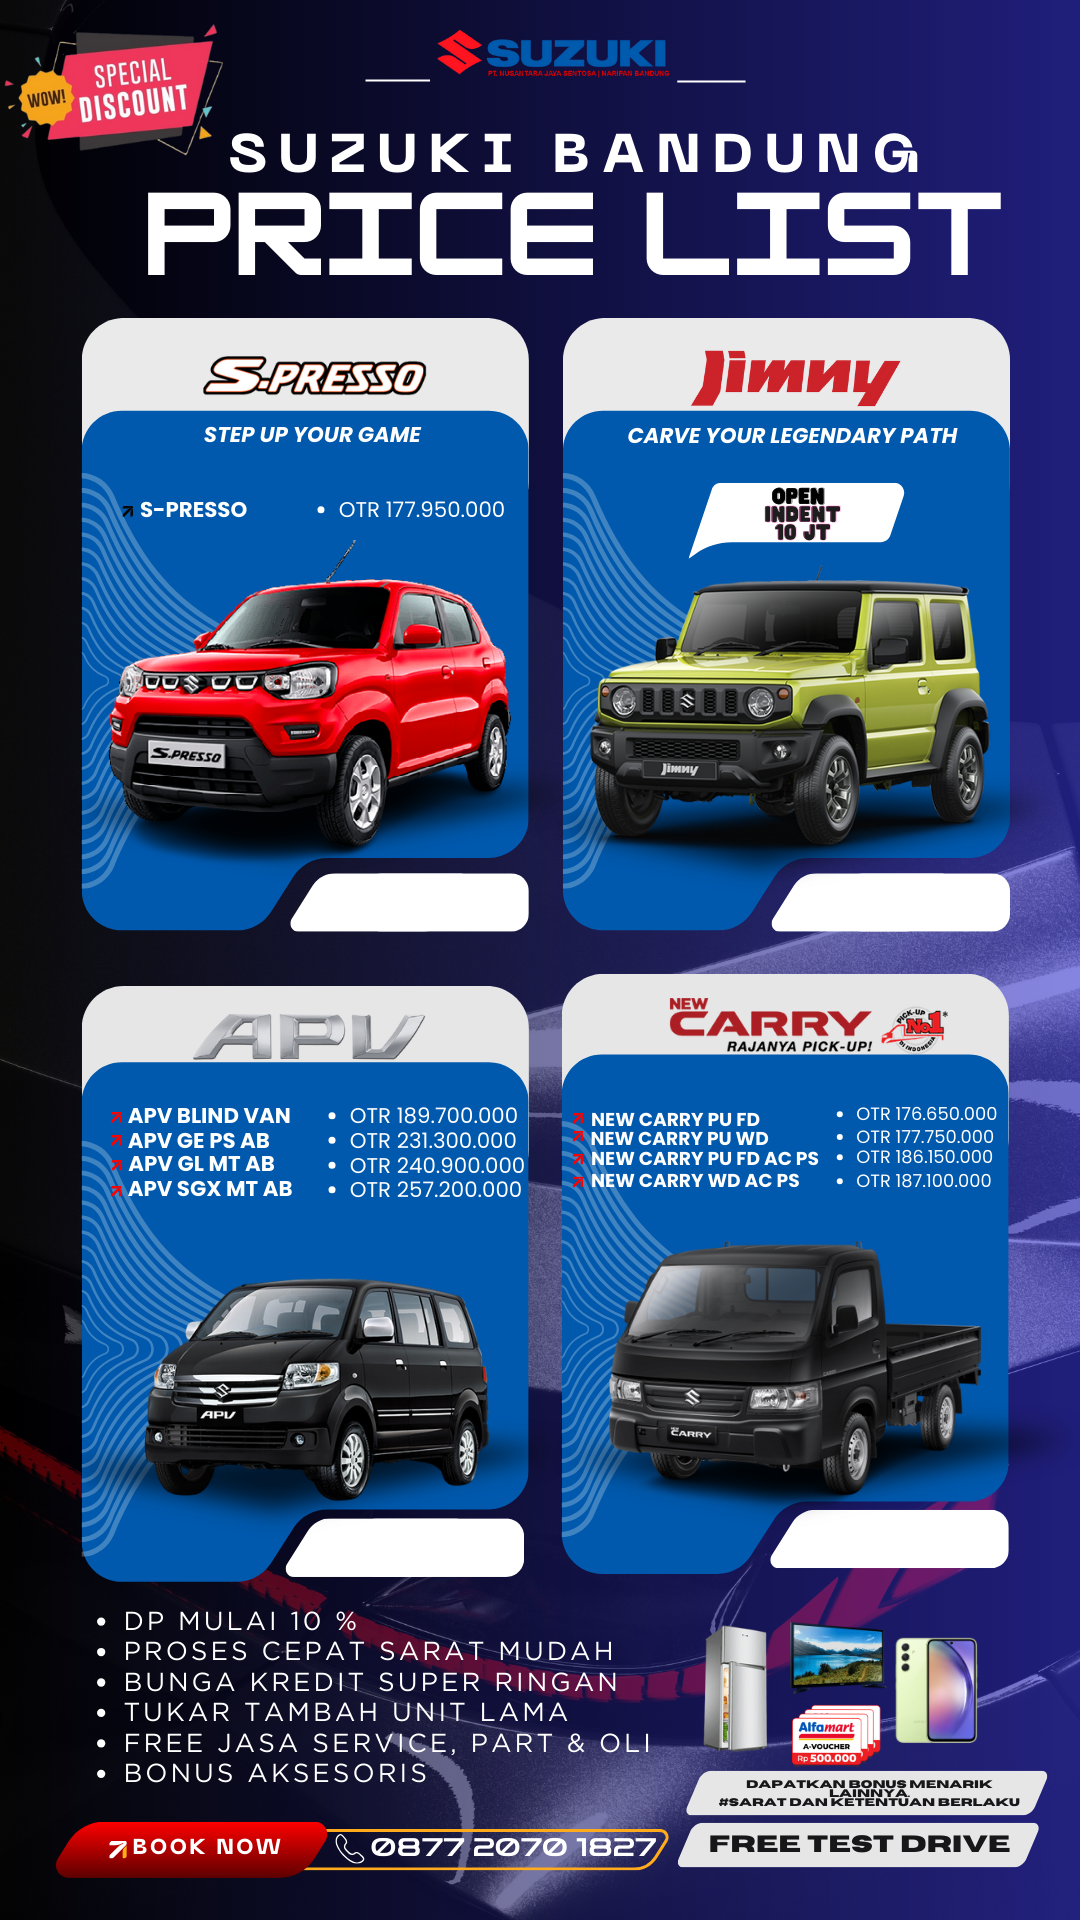 SUZUKI
PT. NUSANTARA JAYA SENTOSA | HARIPAN BANDUNG
SPECIAL
DISCOUNT
WOW!
SUZUKI BANDUNG
PRICE LIST
S-PRESSO
STEP UP YOUR GAME
S-PRESSO • OTR 177.950.000
S-PRESSO
Jimny
CARVE YOUR LEGENDARY PATH
OPEN
INDENT
10 JT
Jimny
APV
APV BLIND VAN • OTR 189.700.000
APV GE PS AB • OTR 231.300.000
APV GL MT AB • OTR 240.900.000
APV SGX MT AB • OTR 257.200.000
APV
NEW
CARRY
RAJANYA PICK-UP!
PICK-UP
No.1*
DI INDONESIA
NEW CARRY PU FD • OTR 176.650.000
NEW CARRY PU WD • OTR 177.750.000
NEW CARRY PU FD AC PS • OTR 186.150.000
NEW CARRY WD AC PS • OTR 187.100.000
NEW
CARRY
• DP MULAI 10 %
• PROSES CEPAT SARAT MUDAH
• BUNGA KREDIT SUPER RINGAN
• TUKAR TAMBAH UNIT LAMA
• FREE JASA SERVICE, PART & OLI
• BONUS AKSESORIS
Alfamart
A-VOUCHER
Rp 500.000
DAPATKAN BONUS MENARIK
LAINNYA
#SARAT DAN KETENTUAN BERLAKU
BOOK NOW
0877 2070 1827
FREE TEST DRIVE